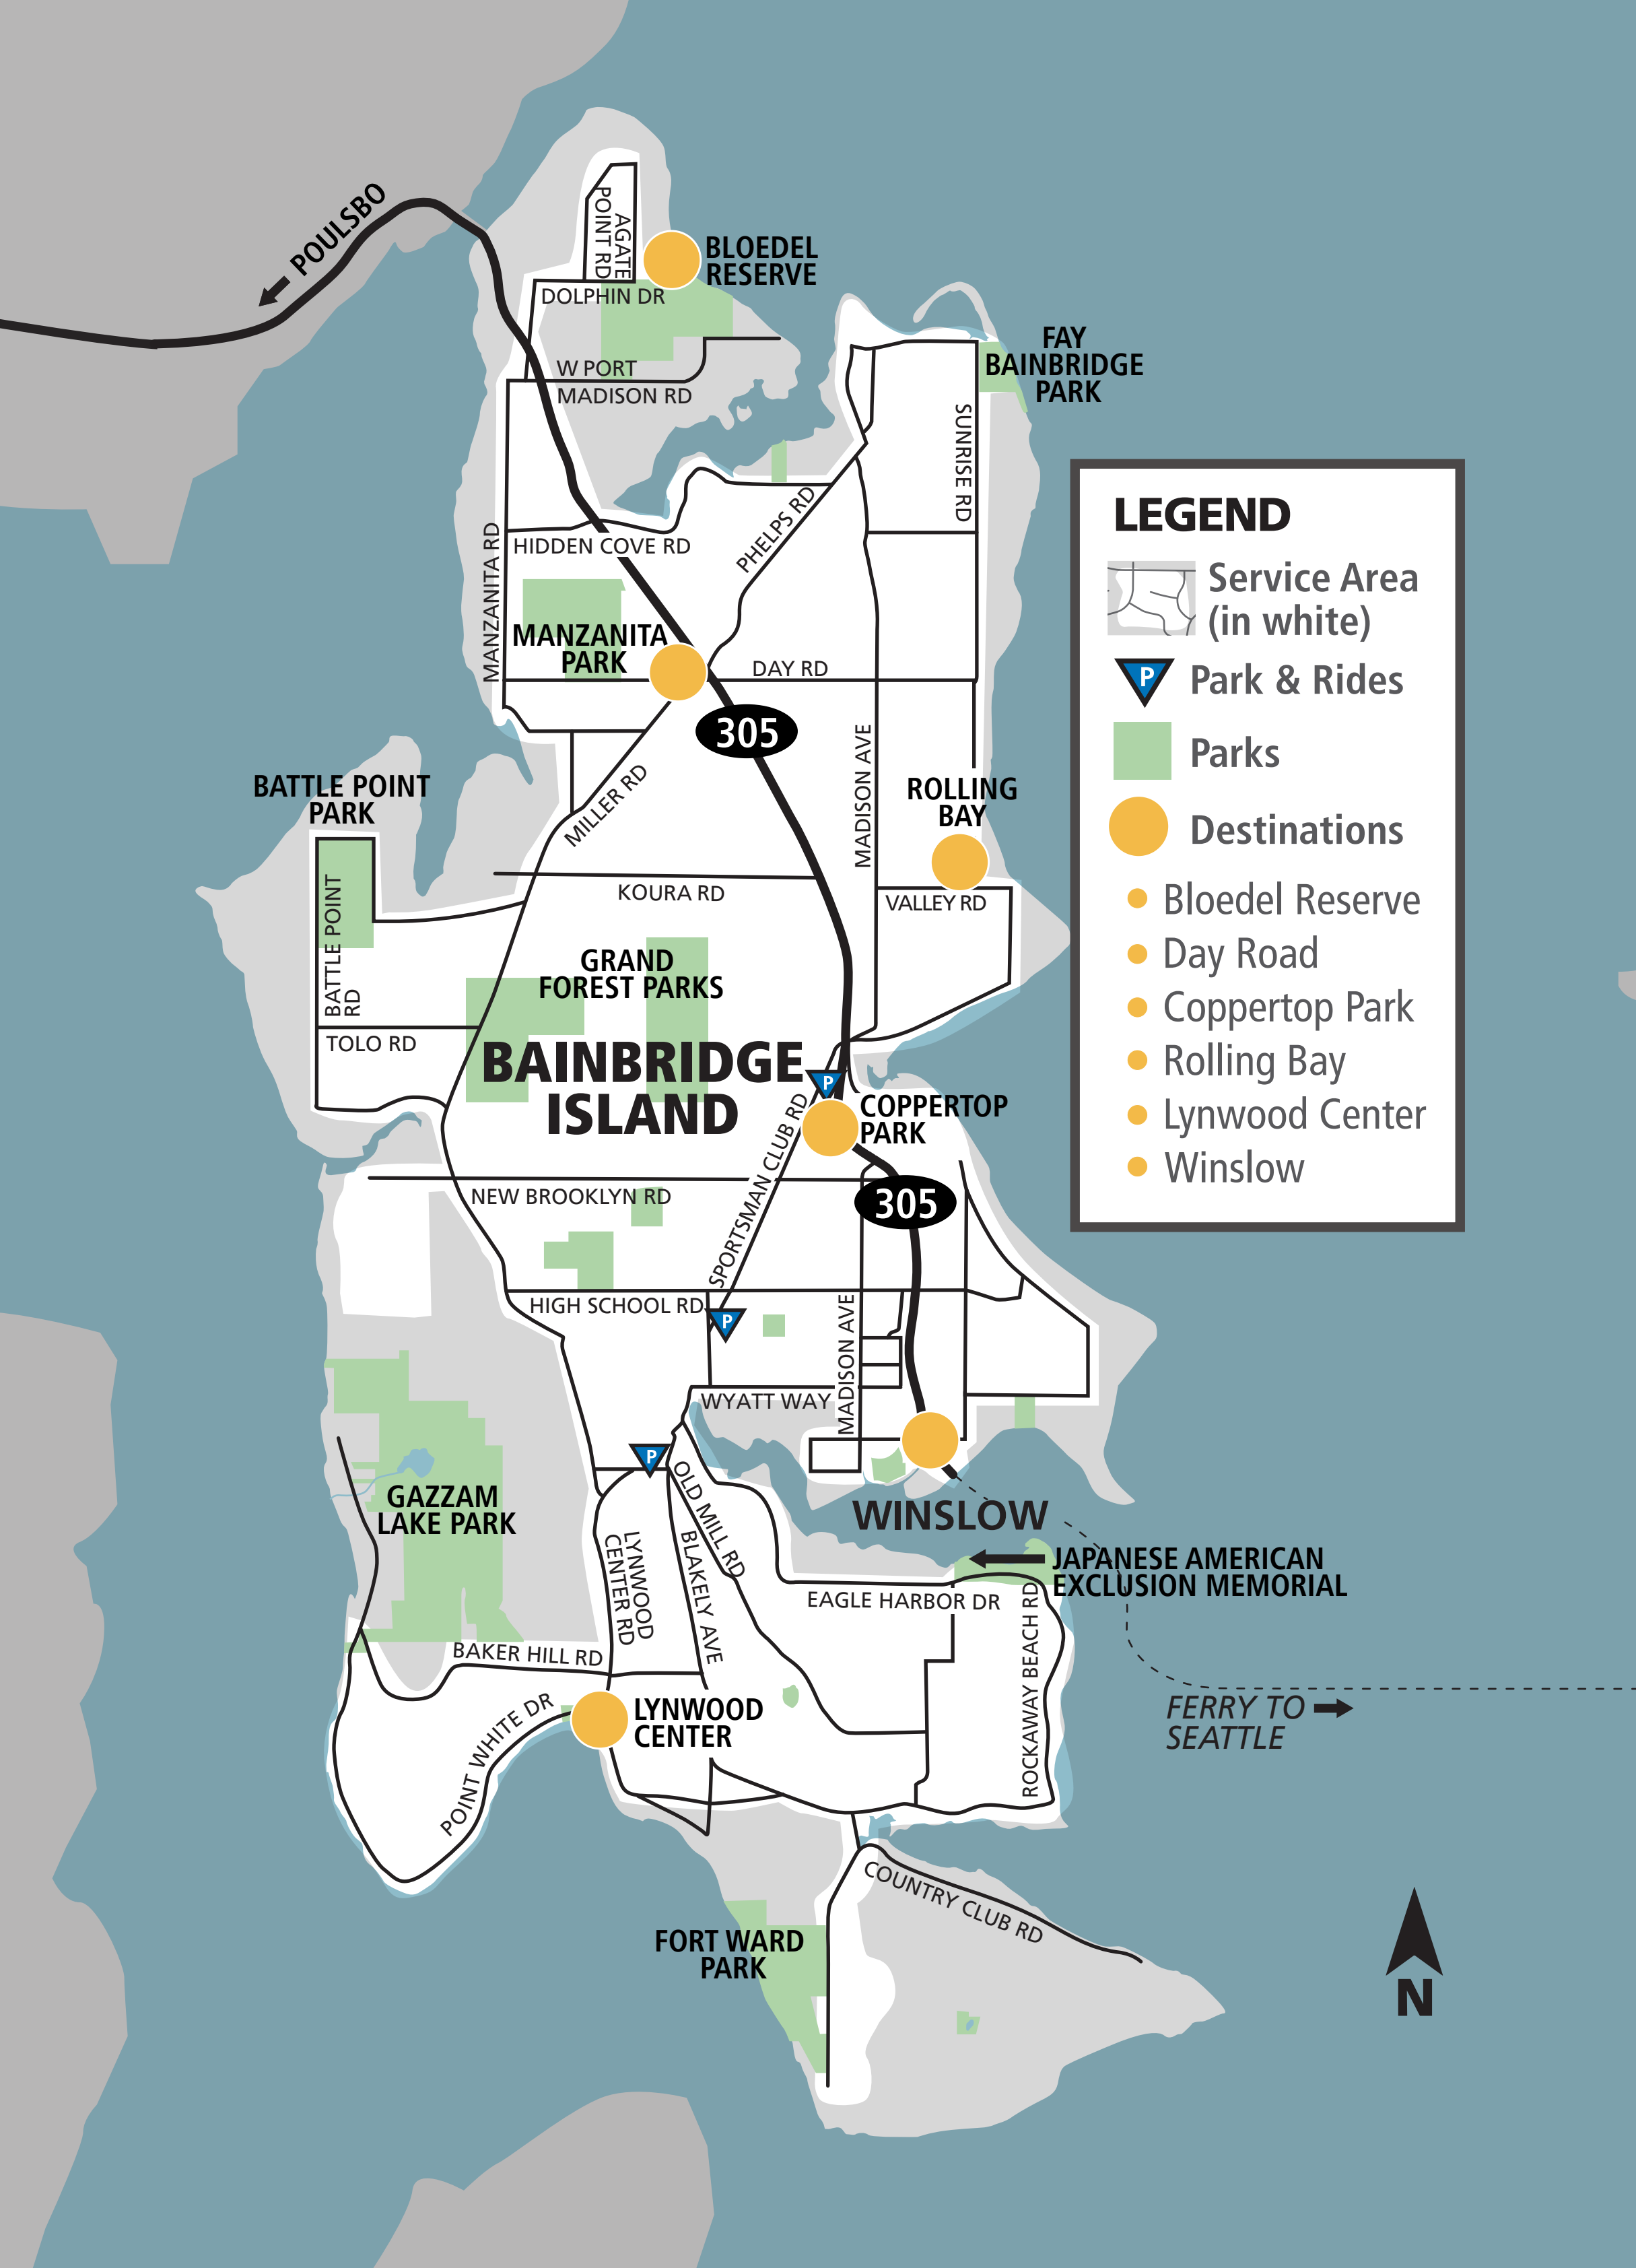 POULSBO
AGATE
POINT RD
BLOEDEL
RESERVE
DOLPHIN DR
FAY
BAINBRIDGE
PARK
W PORT
MADISON RD
SUNRISE RD
PHELPS RD
MANZANITA RD
HIDDEN COVE RD
MANZANITA
PARK
DAY RD
305
MADISON AVE
MILLER RD
BATTLE POINT
PARK
ROLLING
BAY
KOURA RD
VALLEY RD
BATTLE POINT
RD
GRAND
FOREST PARKS
TOLO RD
BAINBRIDGE
ISLAND
P
COPPERTOP
PARK
SPORTSMAN CLUB RD
NEW BROOKLYN RD
305
HIGH SCHOOL RD
P
MADISON AVE
WYATT WAY
P
OLD MILL RD
GAZZAM
LAKE PARK
WINSLOW
LYNWOOD
CENTER RD
BLAKELY AVE
JAPANESE AMERICAN
EXCLUSION MEMORIAL
EAGLE HARBOR DR
ROCKAWAY BEACH RD
BAKER HILL RD
POINT WHITE DR
LYNWOOD
CENTER
FERRY TO
SEATTLE
COUNTRY CLUB RD
FORT WARD
PARK
N
LEGEND
Service Area
(in white)
P
Park & Rides
Parks
Destinations
Bloedel Reserve
Day Road
Coppertop Park
Rolling Bay
Lynwood Center
Winslow